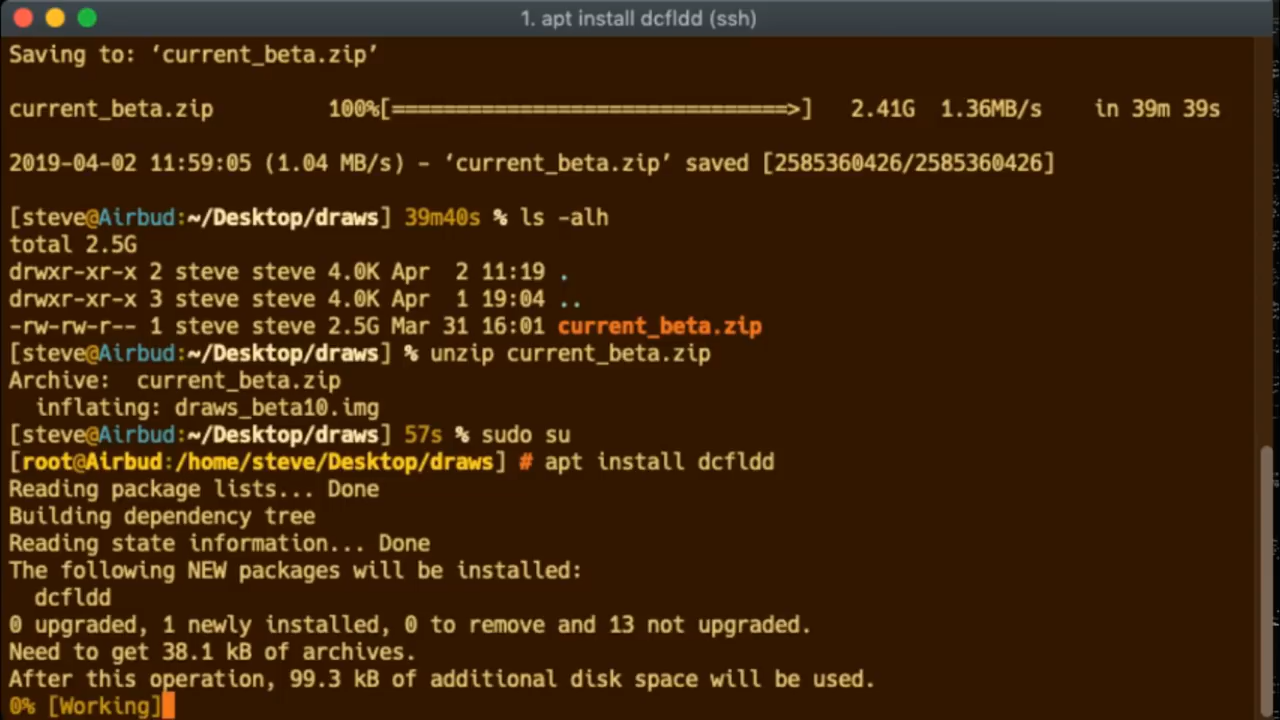 1. apt install dcfldd (ssh)
Saving to: ‘current_beta.zip’
current_beta.zip 100%[===============================>] 2.41G 1.36MB/s in 39m 39s
2019-04-02 11:59:05 (1.04 MB/s) - ‘current_beta.zip’ saved [2585360426/2585360426]
[steve@Airbud:~/Desktop/draws] 39m40s % ls -alh
total 2.5G
drwxr-xr-x 2 steve steve 4.0K Apr  2 11:19 .
drwxr-xr-x 3 steve steve 4.0K Apr  1 19:04 ..
-rw-rw-r-- 1 steve steve 2.5G Mar 31 16:01 current_beta.zip
[steve@Airbud:~/Desktop/draws] % unzip current_beta.zip
Archive:  current_beta.zip
  inflating: draws_beta10.img
[steve@Airbud:~/Desktop/draws] 57s % sudo su
[root@Airbud:/home/steve/Desktop/draws] # apt install dcfldd
Reading package lists... Done
Building dependency tree
Reading state information... Done
The following NEW packages will be installed:
  dcfldd
0 upgraded, 1 newly installed, 0 to remove and 13 not upgraded.
Need to get 38.1 kB of archives.
After this operation, 99.3 kB of additional disk space will be used.
0% [Working]